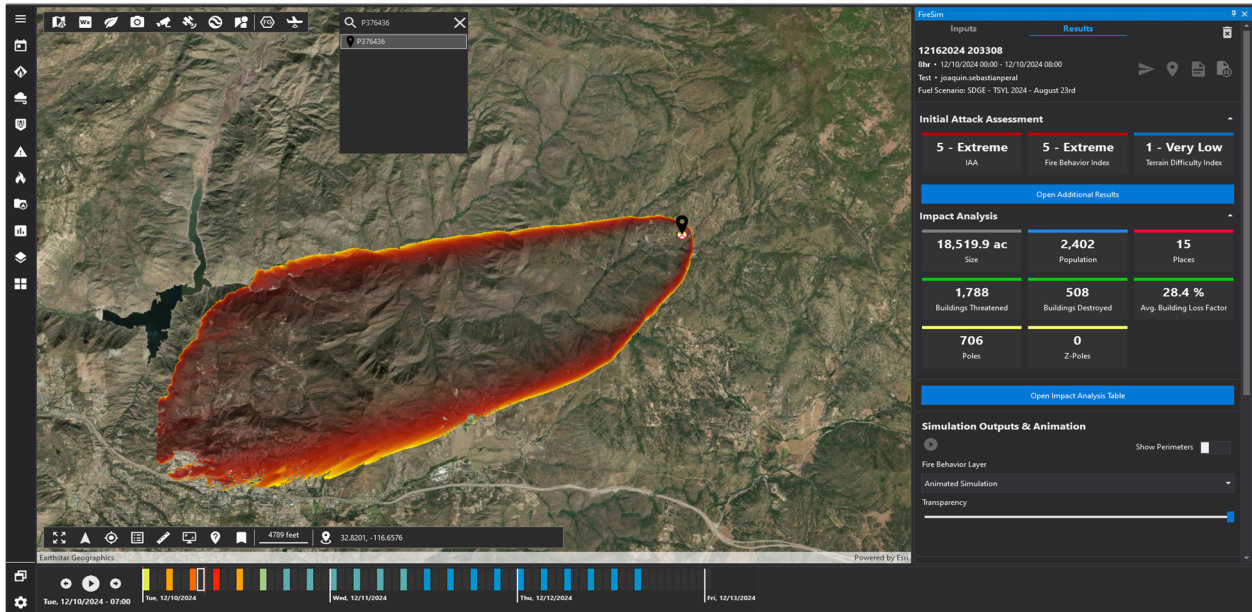 Wx
FG
P376436
P376436
4789 feet
32.8201, -116.6576
Earthstar Geographics
Powered by Esri
FireSim
Inputs
Results
12162024 203308
8hr • 12/10/2024 00:00 - 12/10/2024 08:00
Test • joaquin.sebastianperal
Fuel Scenario: SDGE - TSYL 2024 - August 23rd
Initial Attack Assessment
5 - Extreme
IAA
5 - Extreme
Fire Behavior Index
1 - Very Low
Terrain Difficulty Index
Open Additional Results
Impact Analysis
18,519.9 ac
Size
2,402
Population
15
Places
1,788
Buildings Threatened
508
Buildings Destroyed
28.4 %
Avg. Building Loss Factor
706
Poles
0
Z-Poles
Open Impact Analysis Table
Simulation Outputs & Animation
Show Perimeters
Fire Behavior Layer
Animated Simulation
Transparency
Tue, 12/10/2024 - 07:00
Tue, 12/10/2024
Wed, 12/11/2024
Thu, 12/12/2024
Fri, 12/13/2024